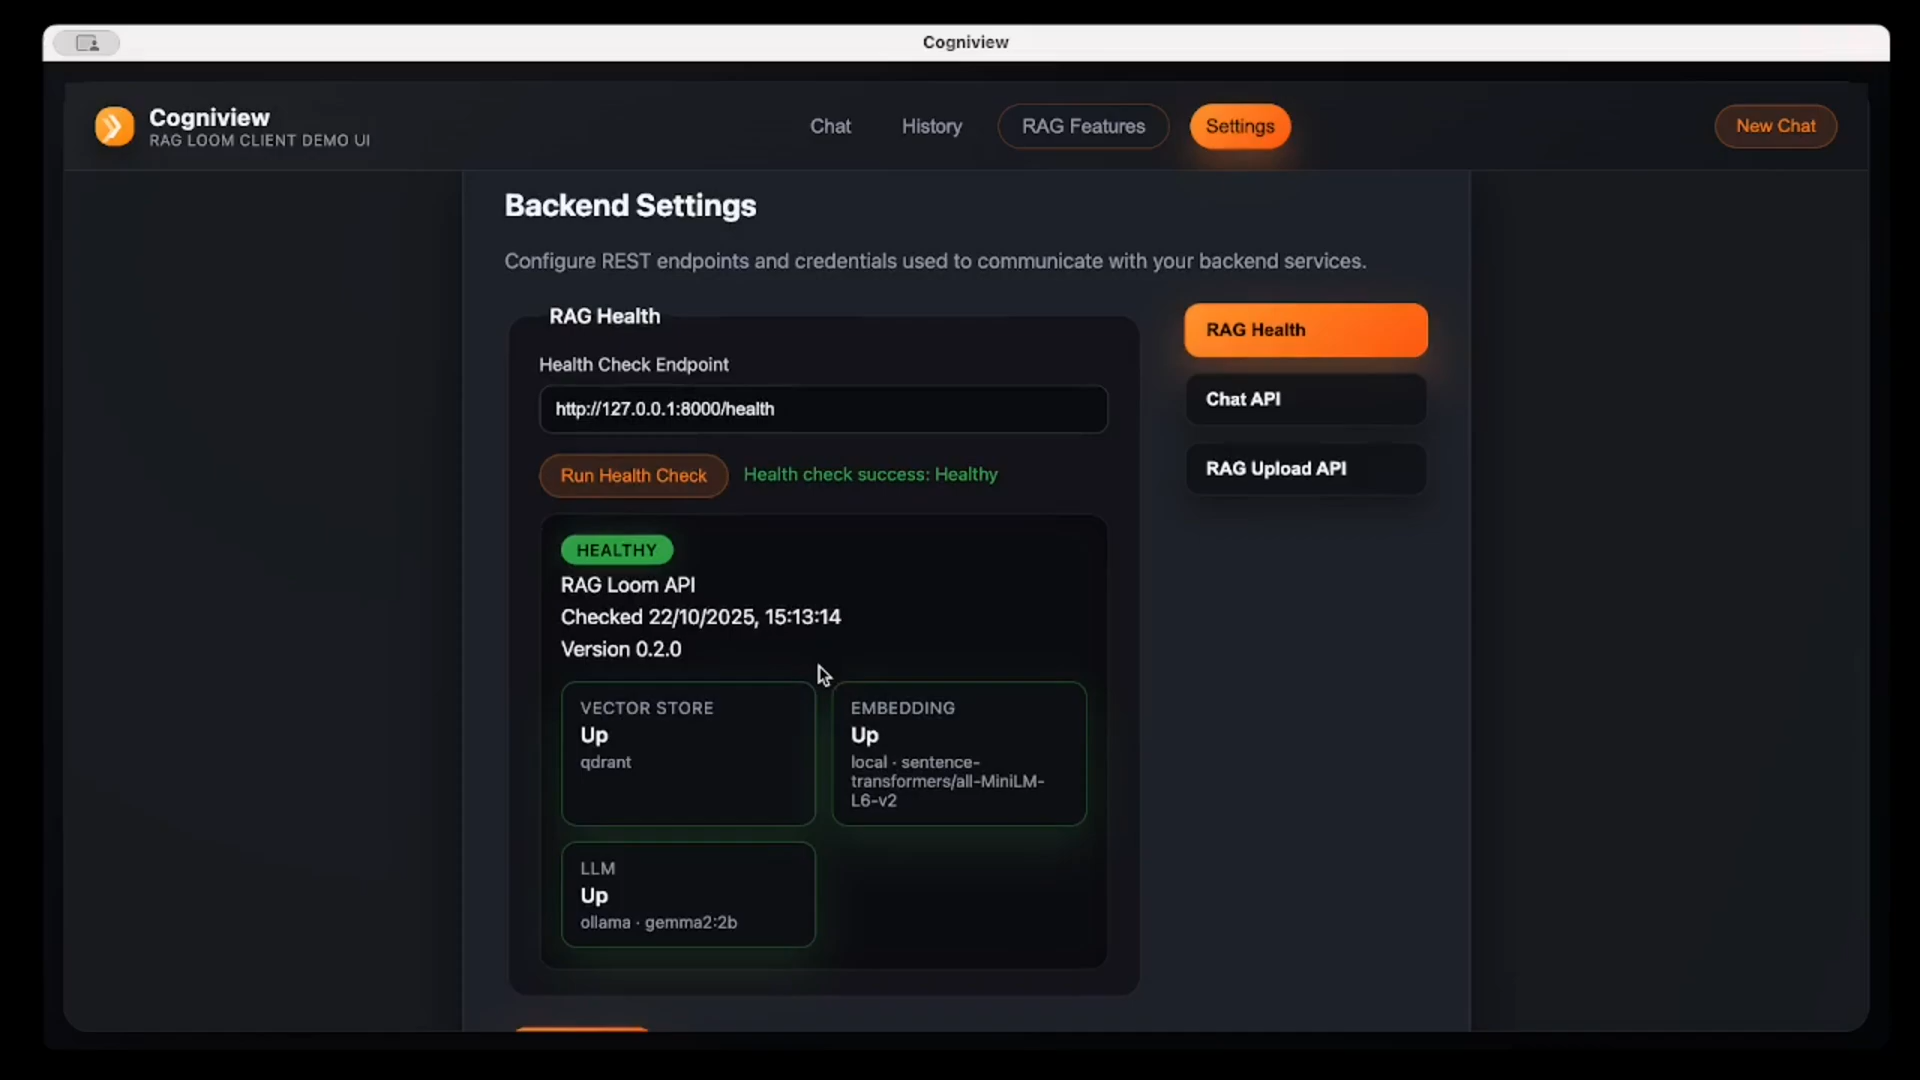 Cogniview
Cogniview
RAG LOOM CLIENT DEMO UI
Chat
History
RAG Features
Settings
New Chat
Backend Settings
Configure REST endpoints and credentials used to communicate with your backend services.
RAG Health
Health Check Endpoint
http://127.0.0.1:8000/health
Run Health Check
Health check success: Healthy
HEALTHY
RAG Loom API
Checked 22/10/2025, 15:13:14
Version 0.2.0
VECTOR STORE
Up
qdrant
EMBEDDING
Up
local · sentence-
transformers/all-MiniLM-
L6-v2
LLM
Up
ollama · gemma2:2b
RAG Health
Chat API
RAG Upload API